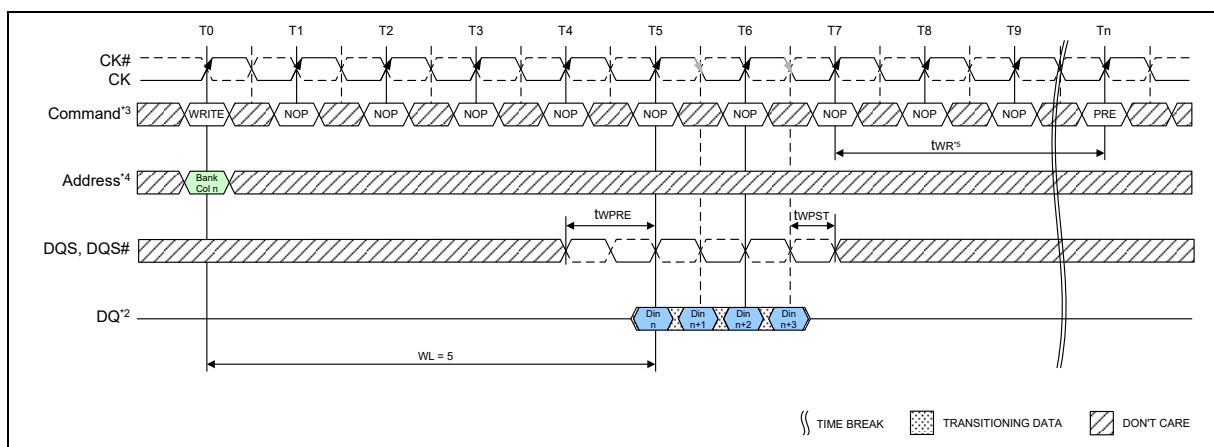 T0 T1 T2 T3 T4 T5 T6 T7 T8 T9 Tn
CK#
CK
Command*3 WRITE NOP NOP NOP NOP NOP NOP NOP NOP NOP PRE
tWR*5
Address*4 Bank
Col n
tWPRE tWPST
DQS, DQS#
DQ*2 Din
n Din
n+1 Din
n+2 Din
n+3
WL = 5
TIME BREAK TRANSITIONING DATA DON'T CARE